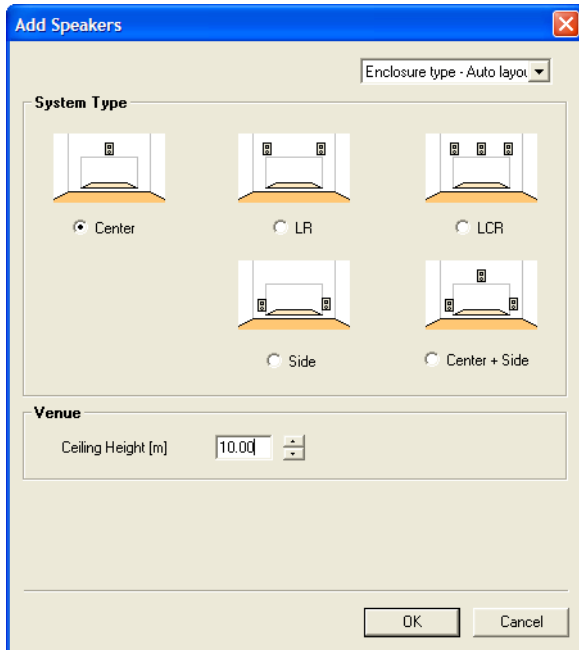 Add Speakers
Enclosure type - Auto layou
System Type
Center
LR
LCR
Side
Center + Side
Venue
Ceiling Height [m]
10.00
OK
Cancel